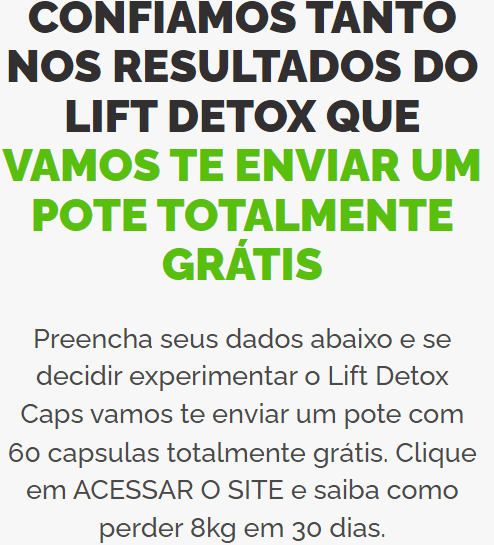 CONFIAMOS TANTO
NOS RESULTADOS DO
LIFT DETOX QUE
VAMOS TE ENVIAR UM
POTE TOTALMENTE
GRÁTIS
Preencha seus dados abaixo e se
decidir experimentar o Lift Detox
Caps vamos te enviar um pote com
60 capsulas totalmente grátis. Clique
em ACESSAR O SITE e saiba como
perder 8kg em 30 dias.